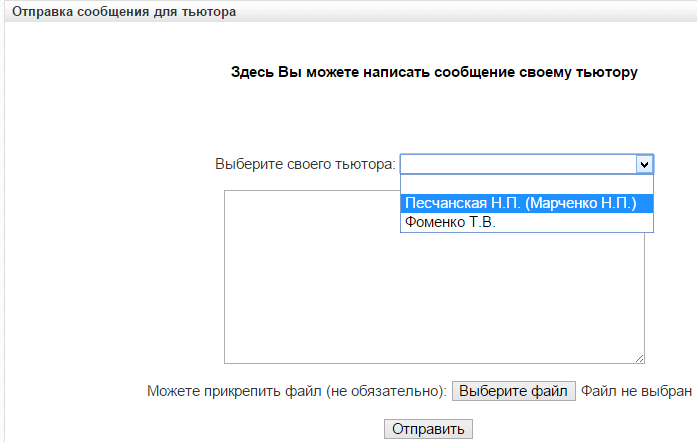 Отправка сообщения для тьютора
Здесь Вы можете написать сообщение своему тьютору
Выберите своего тьютора:
Песчанская Н.П. (Марченко Н.П.)
Фоменко Т.В.
Можете прикрепить файл (не обязательно): Выберите файл Файл не выбран
Отправить